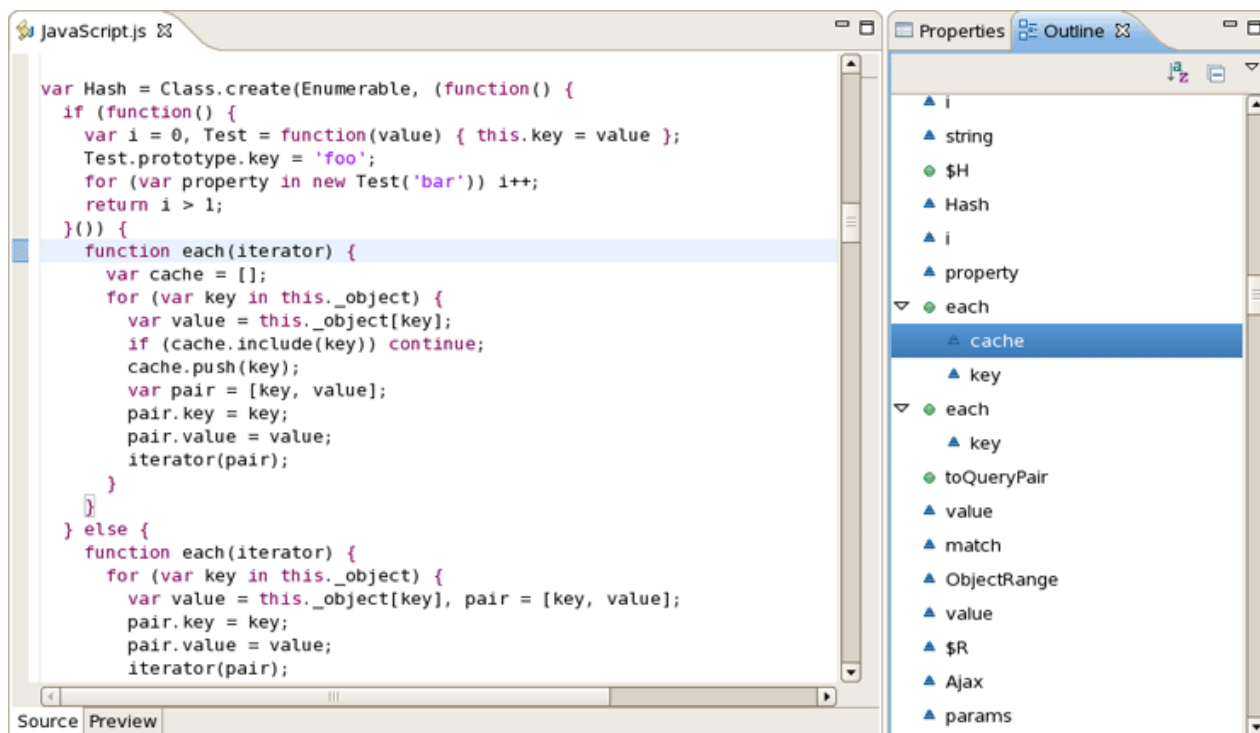 JavaScript.js
var Hash = Class.create(Enumerable, (function() {
  if (function() {
    var i = 0, Test = function(value) { this.key = value };
    Test.prototype.key = 'foo';
    for (var property in new Test('bar')) i++;
    return i > 1;
  }()) {
    function each(iterator) {
      var cache = [];
      for (var key in this._object) {
        var value = this._object[key];
        if (cache.include(key)) continue;
        cache.push(key);
        var pair = [key, value];
        pair.key = key;
        pair.value = value;
        iterator(pair);
      }
    }
  } else {
    function each(iterator) {
      for (var key in this._object) {
        var value = this._object[key], pair = [key, value];
        pair.key = key;
        pair.value = value;
        iterator(pair);
Source Preview
Properties Outline
i
string
$H
Hash
i
property
each
cache
key
each
key
toQueryPair
value
match
ObjectRange
value
$R
Ajax
params